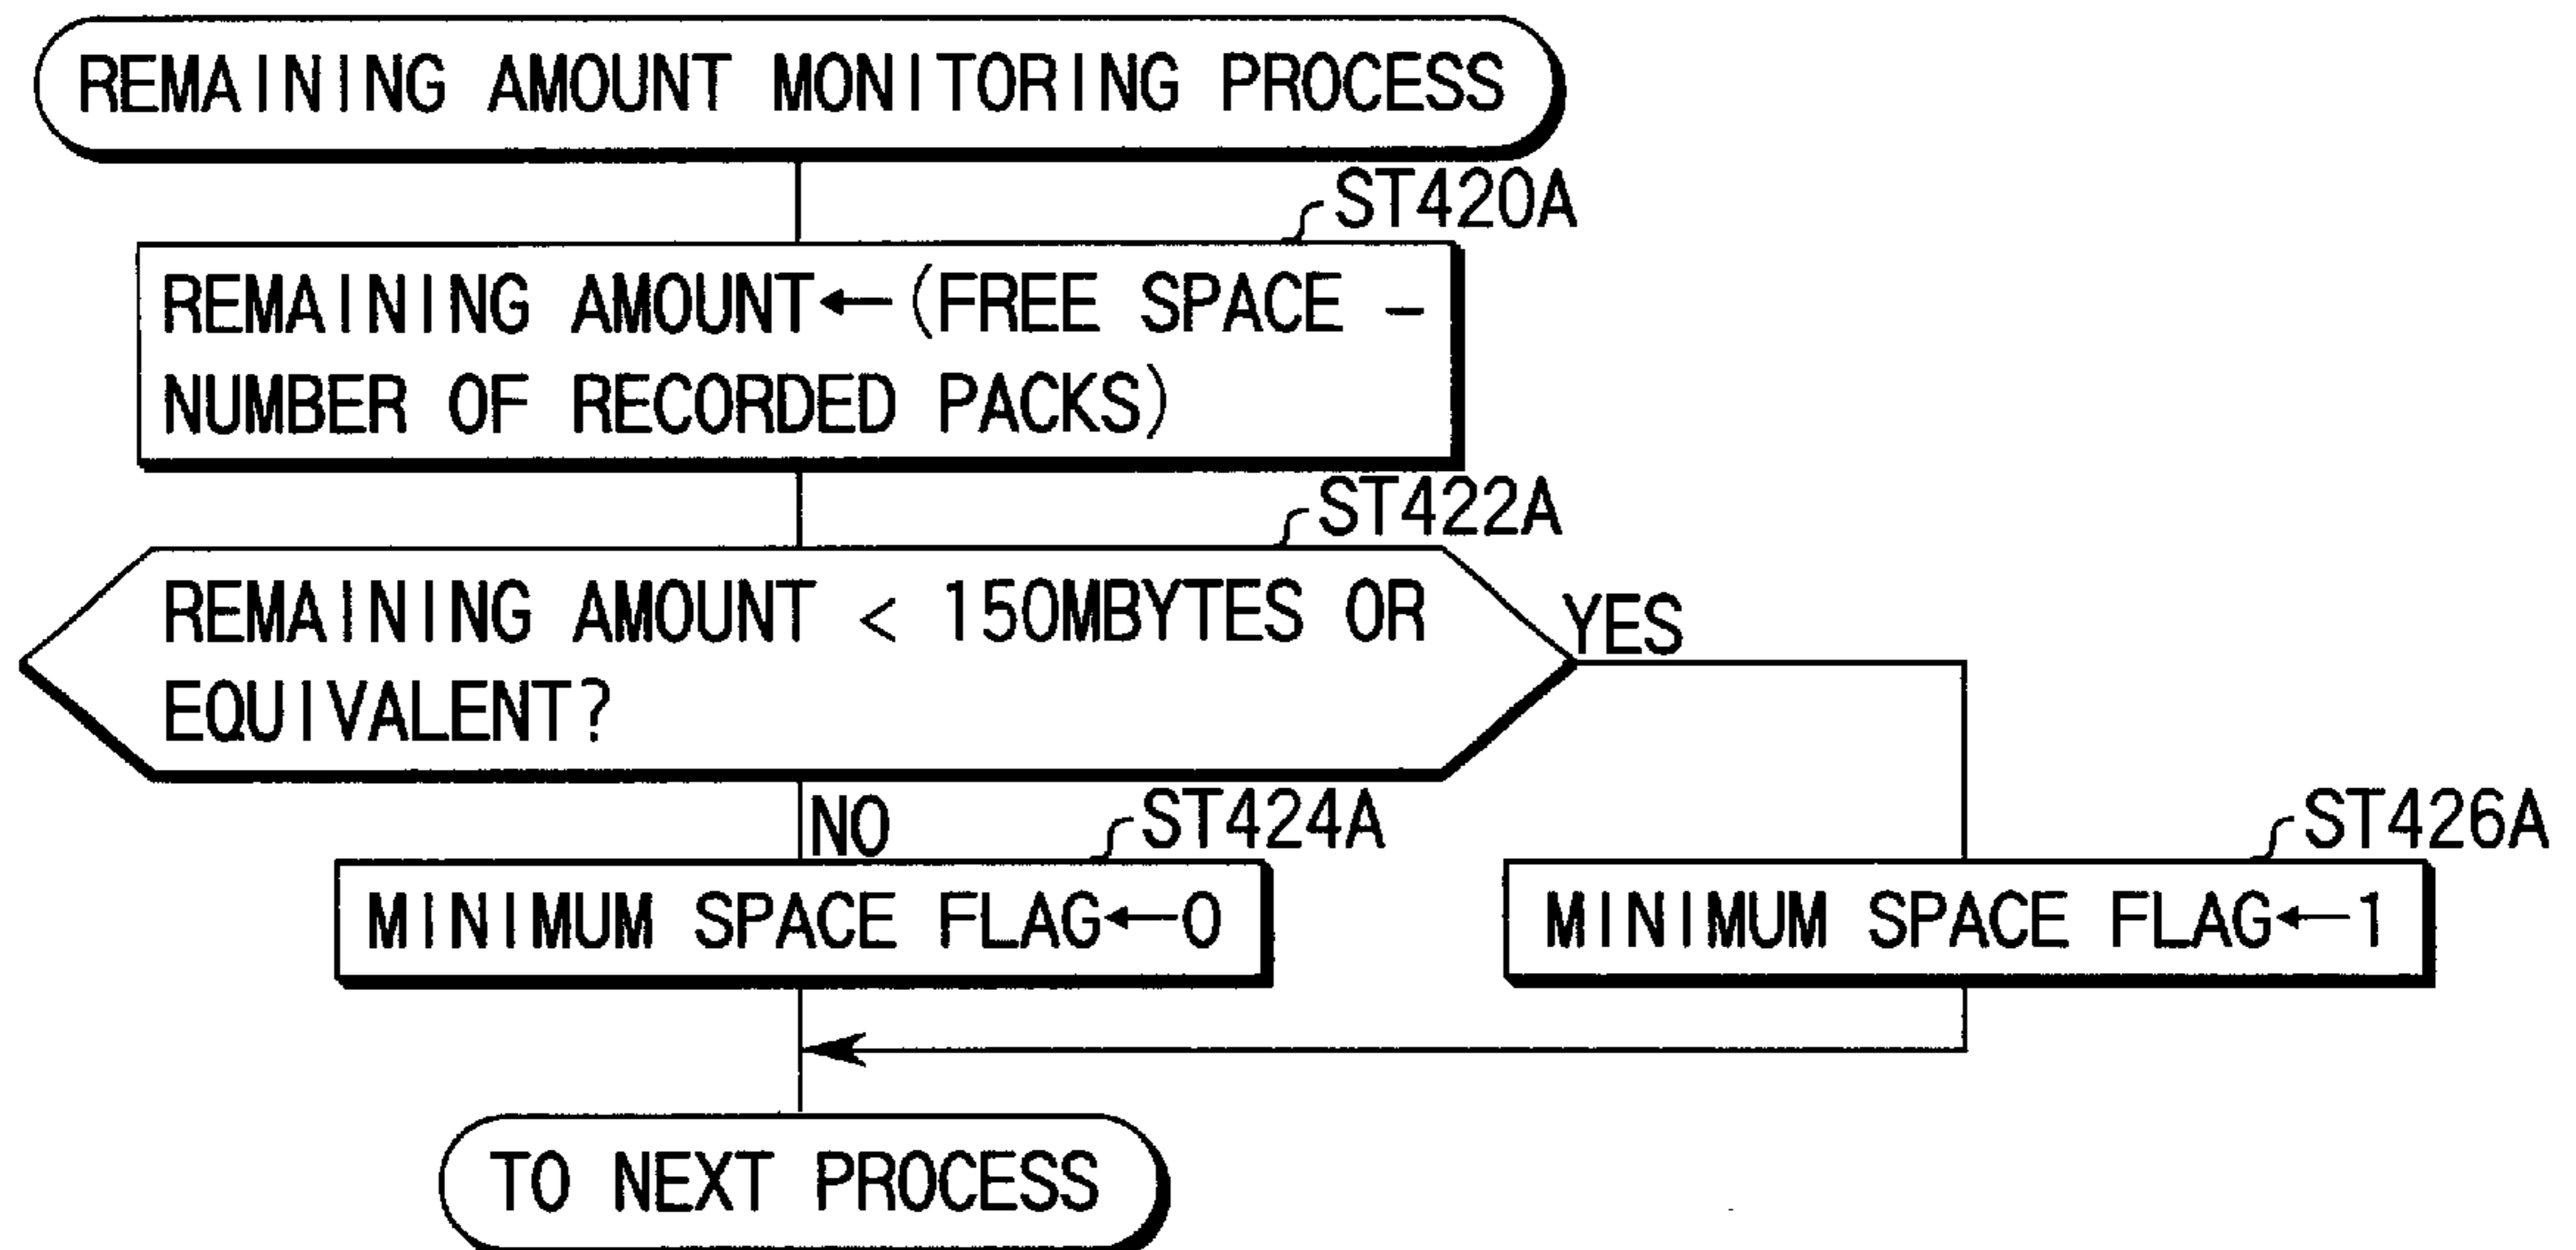 REMAINING AMOUNT MONITORING PROCESS
ST420A
REMAINING AMOUNT←(FREE SPACE -
NUMBER OF RECORDED PACKS)
ST422A
REMAINING AMOUNT < 150MBYTES OR
EQUIVALENT?
YES
NO
ST424A
MINIMUM SPACE FLAG←0
ST426A
MINIMUM SPACE FLAG←1
TO NEXT PROCESS